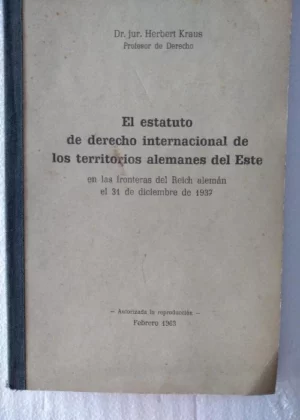 Dr. jur. Herbert Kraus
Profesor de Derecho
El estatuto
de derecho internacional de
los territorios alemanes del Este
en las fronteras del Reich alemán
el 31 de diciembre de 1937
— Autorizada la reproducción —
Febrero 1963